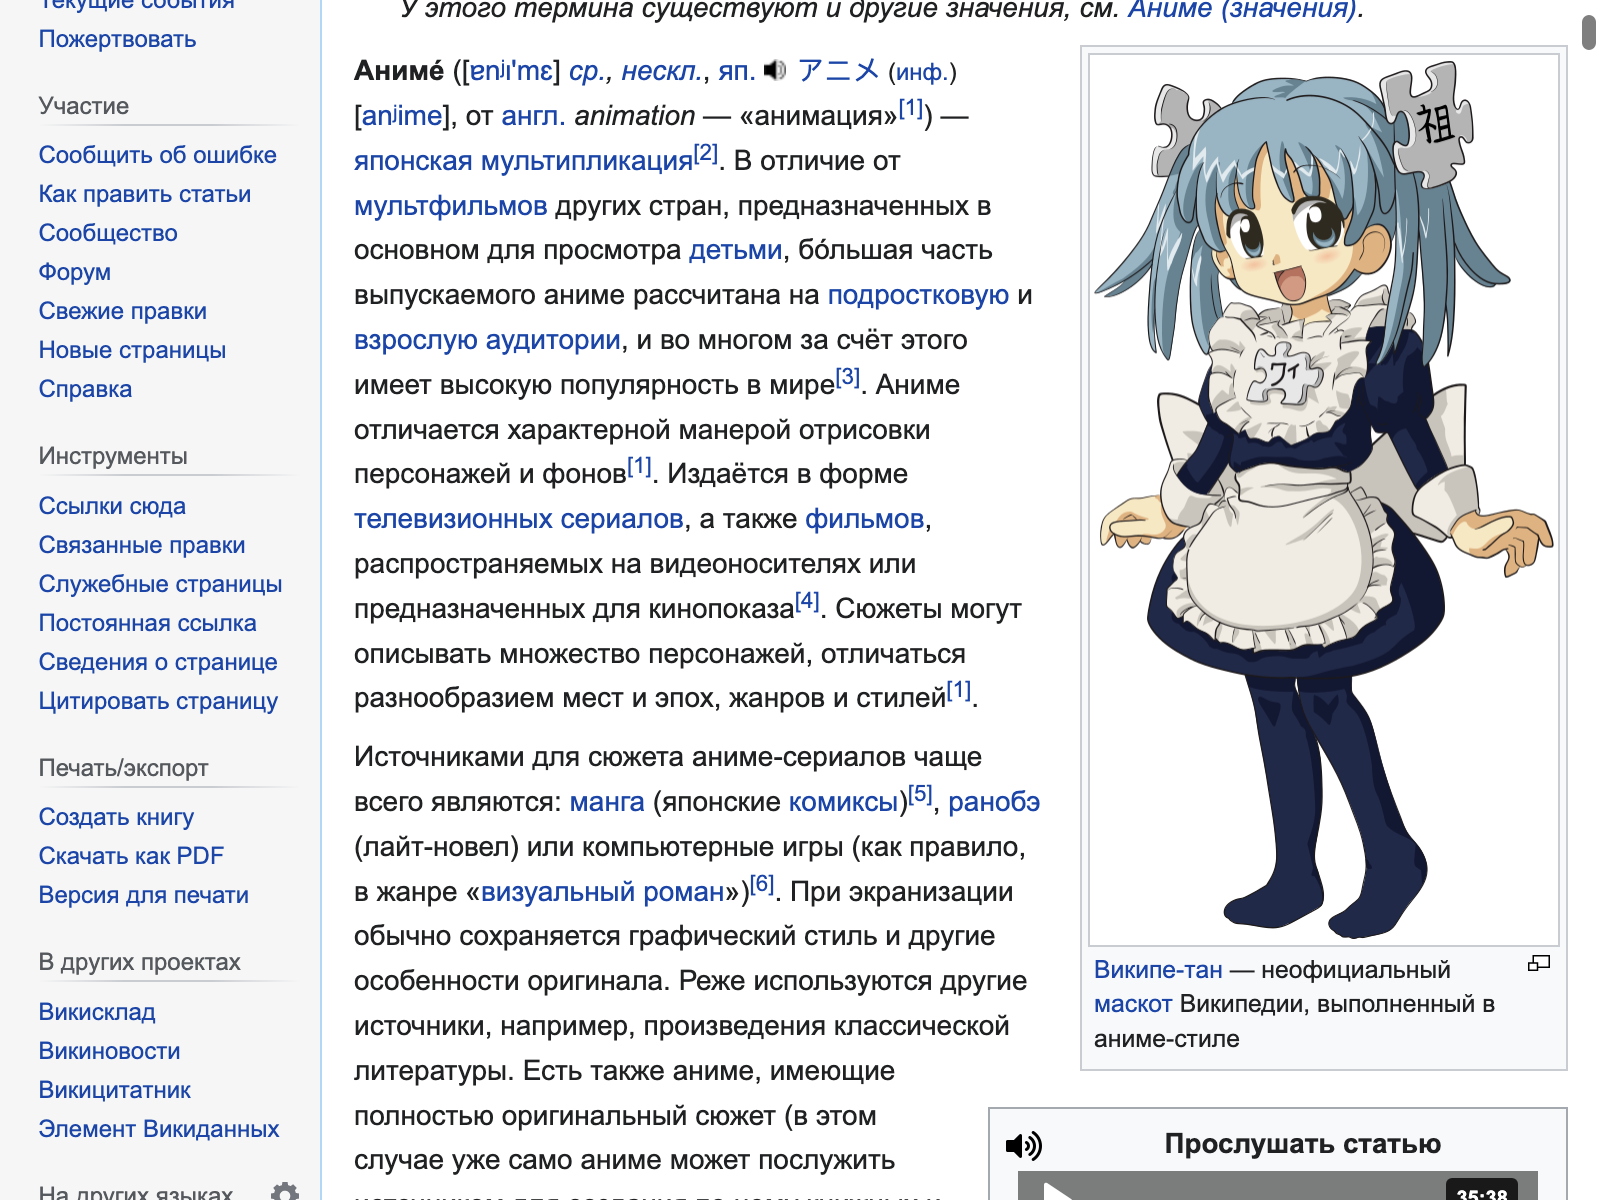 Текущие события
Пожертвовать
Участие
Сообщить об ошибке
Как править статьи
Сообщество
Форум
Свежие правки
Новые страницы
Справка
Инструменты
Ссылки сюда
Связанные правки
Служебные страницы
Постоянная ссылка
Сведения о странице
Цитировать страницу
Печать/экспорт
Создать книгу
Скачать как PDF
Версия для печати
В других проектах
Викисклад
Викиновости
Викицитатник
Элемент Викиданных
На других языках
У этого термина существуют и другие значения, см. Аниме (значения).
Аниме́ ([ɐnʲɪˈmɛ] ср., нескл., яп. アニメ (инф.)
[anʲime], от англ. animation — «анимация»[1]) —
японская мультипликация[2]. В отличие от
мультфильмов других стран, предназначенных в
основном для просмотра детьми, бо́льшая часть
выпускаемого аниме рассчитана на подростковую и
взрослую аудитории, и во многом за счёт этого
имеет высокую популярность в мире[3]. Аниме
отличается характерной манерой отрисовки
персонажей и фонов[1]. Издаётся в форме
телевизионных сериалов, а также фильмов,
распространяемых на видеоносителях или
предназначенных для кинопоказа[4]. Сюжеты могут
описывать множество персонажей, отличаться
разнообразием мест и эпох, жанров и стилей[1].
Источниками для сюжета аниме-сериалов чаще
всего являются: манга (японские комиксы)[5], ранобэ
(лайт-новел) или компьютерные игры (как правило,
в жанре «визуальный роман»)[6]. При экранизации
обычно сохраняется графический стиль и другие
особенности оригинала. Реже используются другие
источники, например, произведения классической
литературы. Есть также аниме, имеющие
полностью оригинальный сюжет (в этом
случае уже само аниме может послужить
источником для создания по нему книжных и
祖
ワィ
Википе-тан — неофициальный
маскот Википедии, выполненный в
аниме-стиле
Прослушать статью
35:38